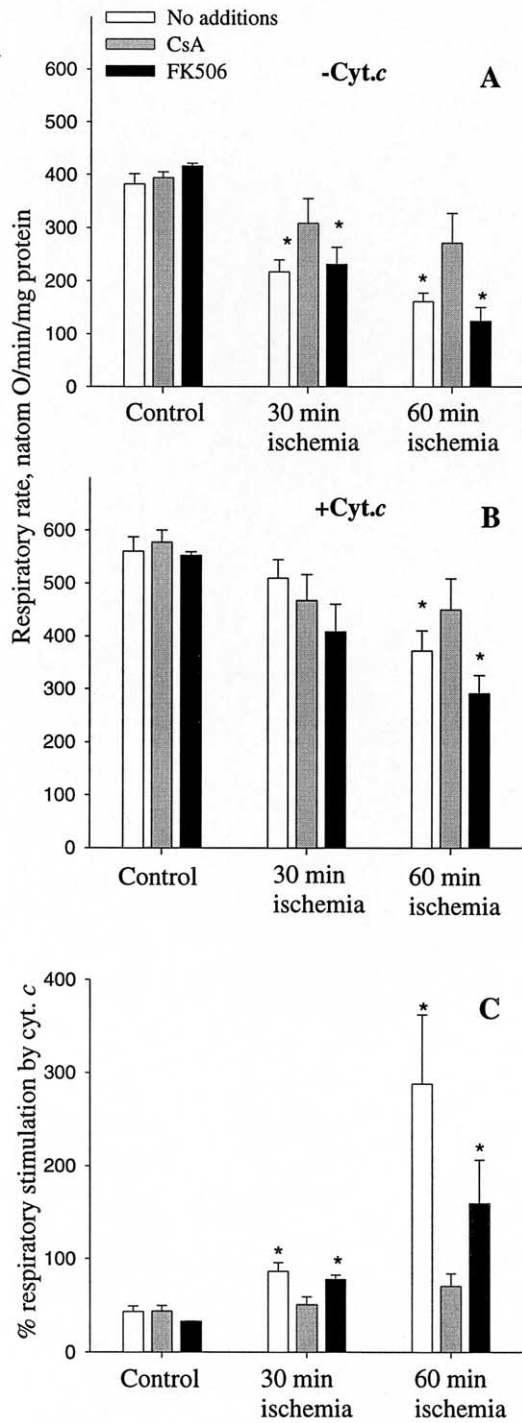 No additions
CsA
FK506
-Cyt.c
A
600
500
400
300
200
100
0
* * * *
Control
30 min ischemia
60 min ischemia
Respiratory rate, natom O/min/mg protein
+Cyt.c
B
600
500
400
300
200
100
0
* *
Control
30 min ischemia
60 min ischemia
% respiratory stimulation by cyt. c
C
400
300
200
100
0
* * * *
Control
30 min ischemia
60 min ischemia